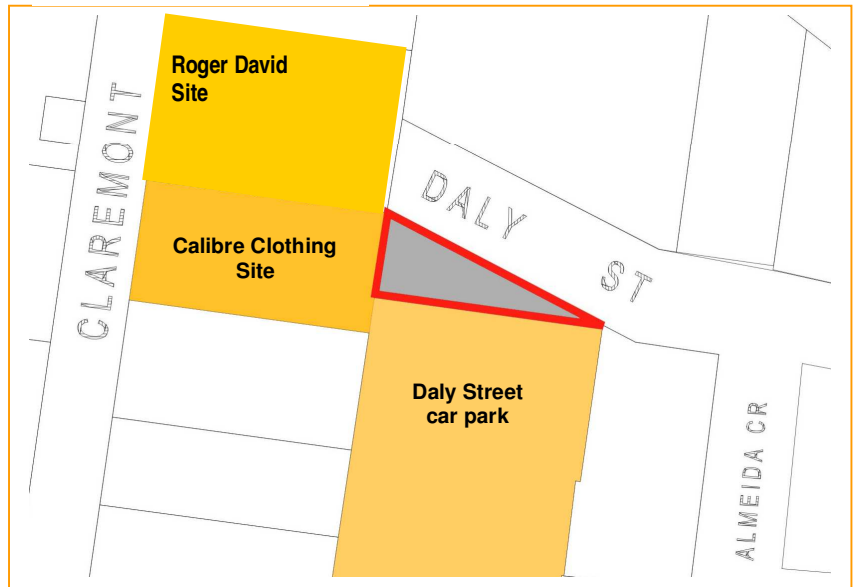 Roger David
Site
CLAREMONT
DALY ST
Calibre Clothing
Site
Daly Street
car park
ALMEIDA CR